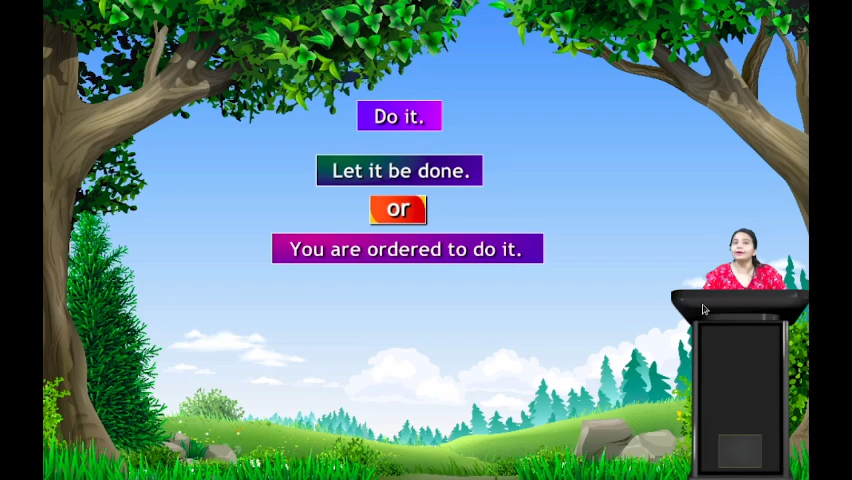 Do it.
Let it be done.
or
You are ordered to do it.